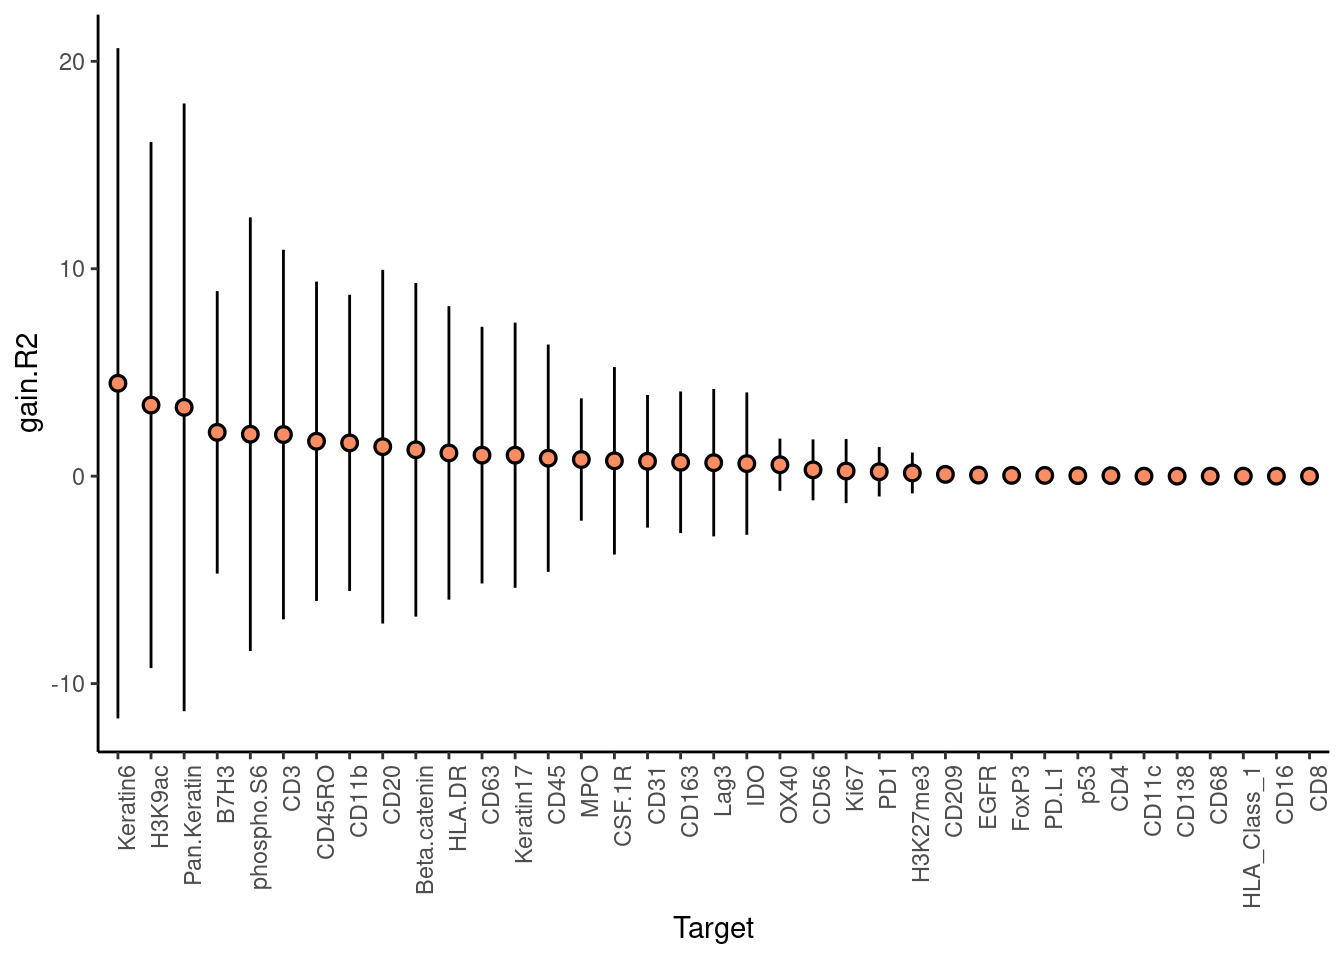 gain.R2
20
10
0
-10
Keratin6
H3K9ac
Pan.Keratin
B7H3
phospho.S6
CD3
CD45RO
CD11b
CD20
Beta.catenin
HLA.DR
CD63
Keratin17
CD45
MPO
CSF.1R
CD31
CD163
Lag3
IDO
OX40
CD56
Ki67
PD1
H3K27me3
CD209
EGFR
FoxP3
PD.L1
p53
CD4
CD11c
CD138
CD68
HLA_Class_1
CD16
CD8
Target